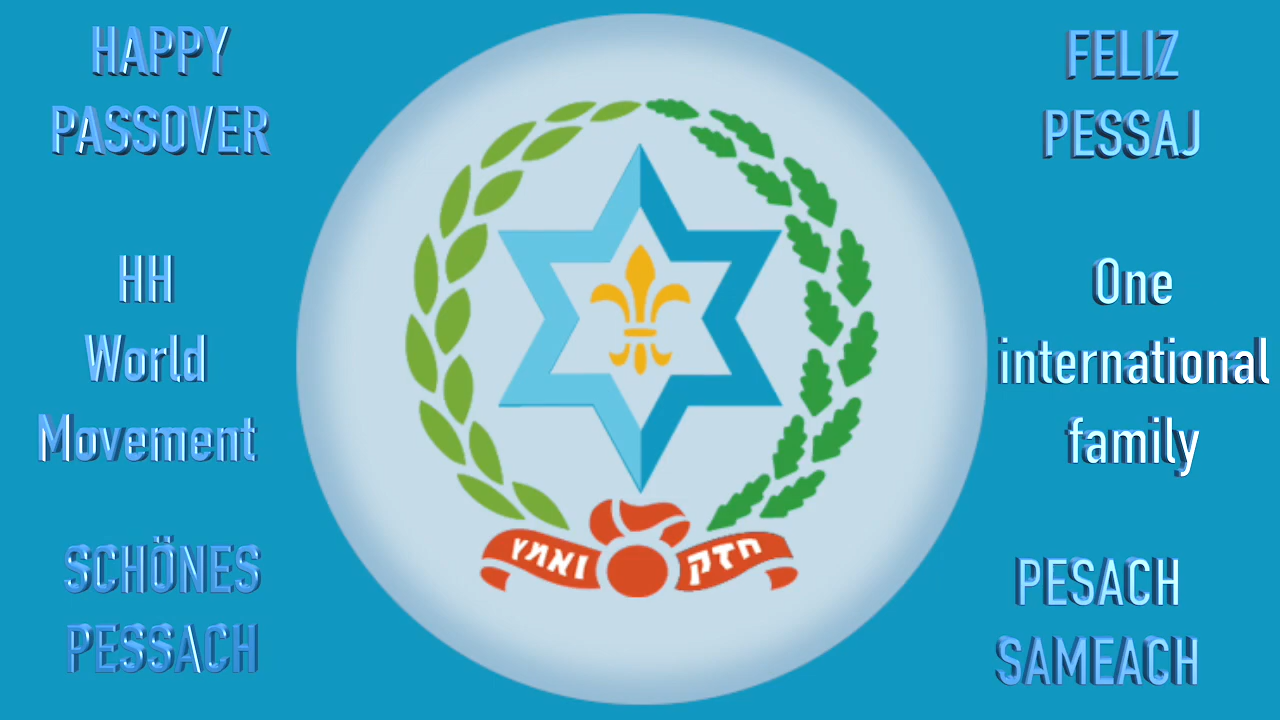 HAPPY
PASSOVER
HH
World
Movement
SCHÖNES
PESSACH
חזק ואמץ
FELIZ
PESSAJ
One
international
family
PESACH
SAMEACH